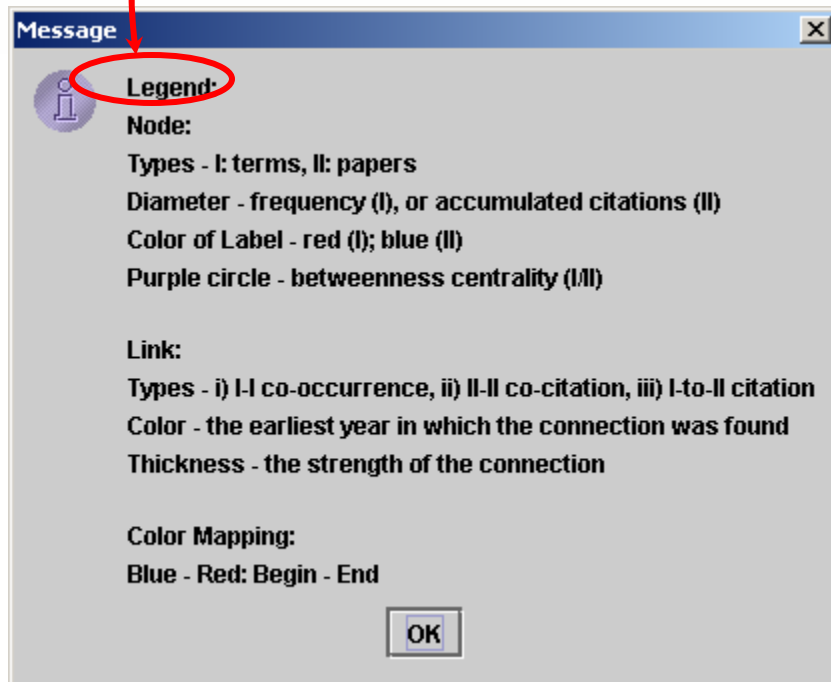 Message
Legend:
Node:
Types - I: terms, II: papers
Diameter - frequency (I), or accumulated citations (II)
Color of Label - red (I); blue (II)
Purple circle - betweenness centrality (I/II)
Link:
Types - i) I-I co-occurrence, ii) II-II co-citation, iii) I-to-II citation
Color - the earliest year in which the connection was found
Thickness - the strength of the connection
Color Mapping:
Blue - Red: Begin - End
OK